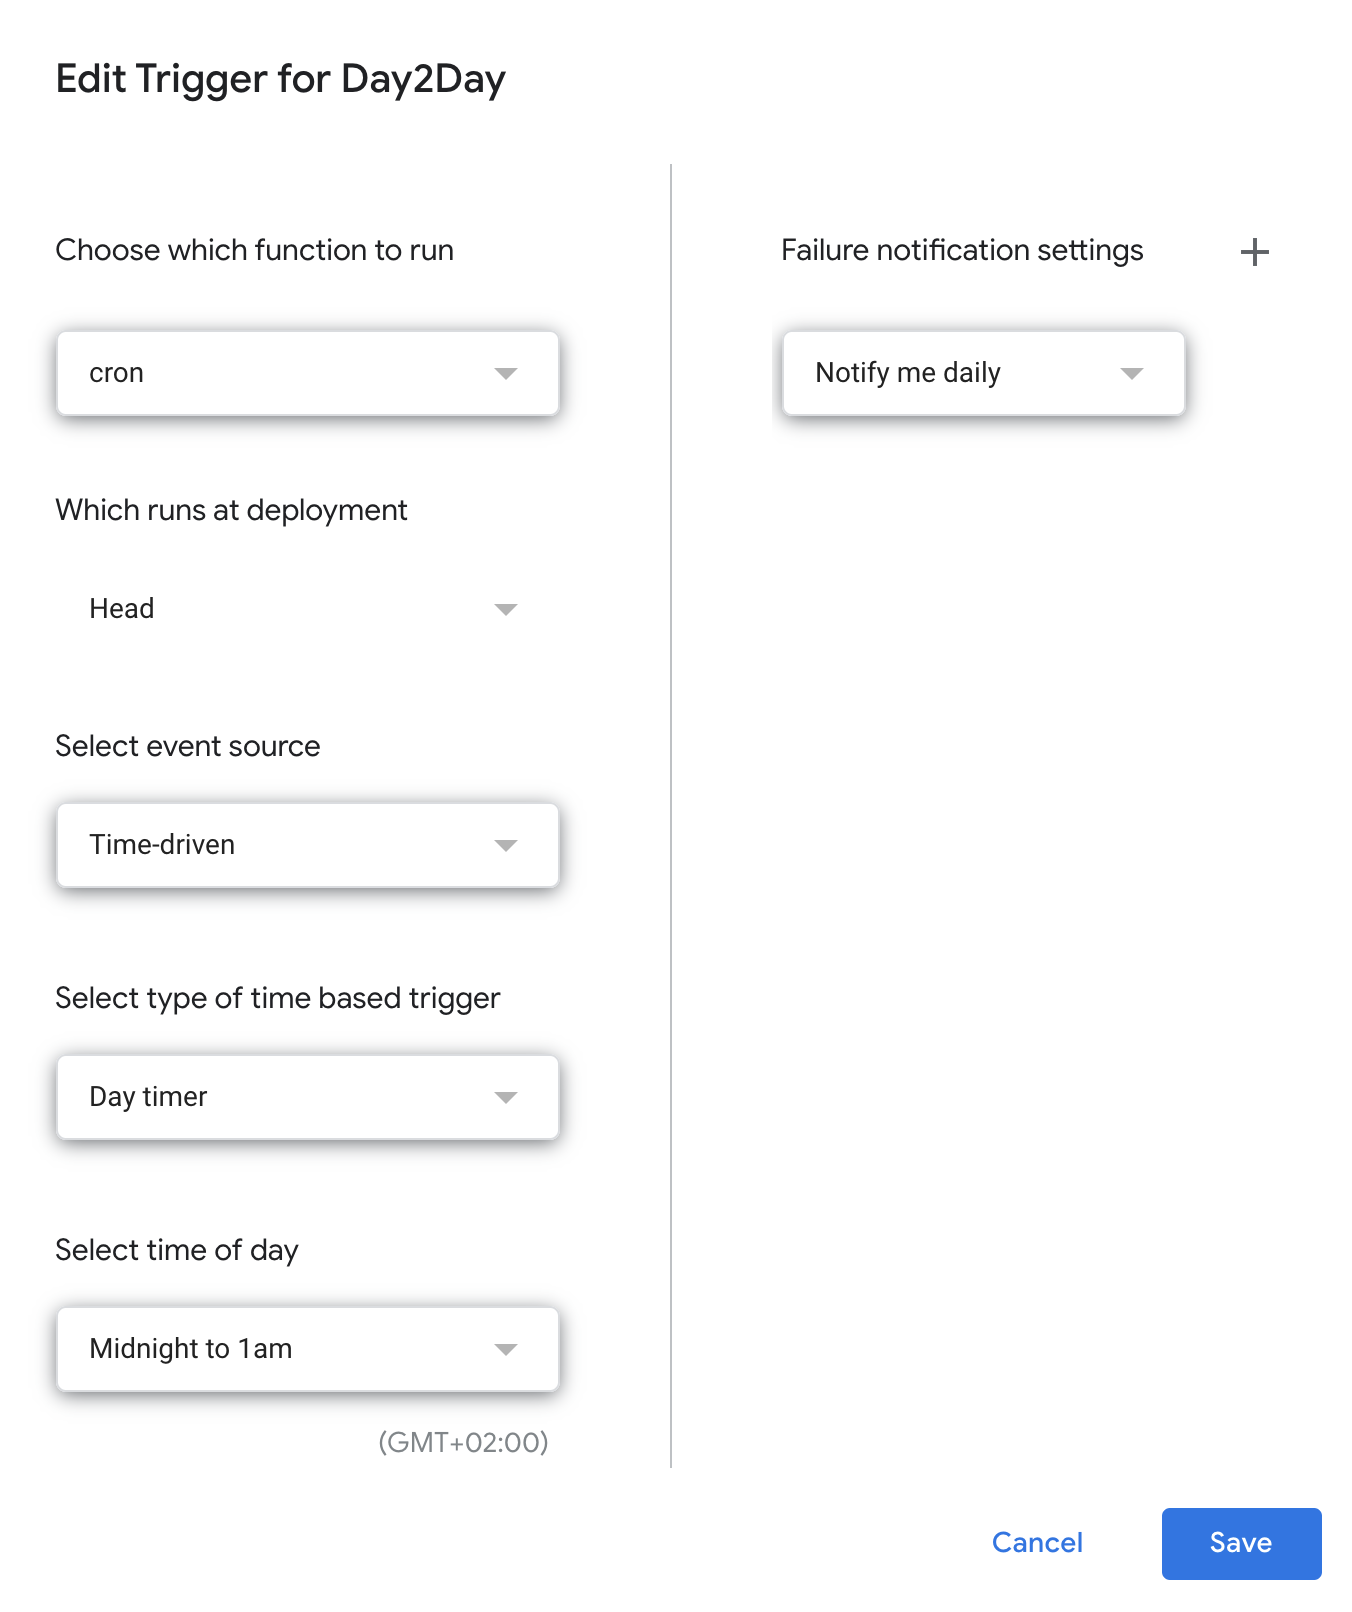 Edit Trigger for Day2Day
Choose which function to run
cron
Which runs at deployment
Head
Select event source
Time-driven
Select type of time based trigger
Day timer
Select time of day
Midnight to 1am
(GMT+02:00)
Failure notification settings
Notify me daily
Cancel
Save